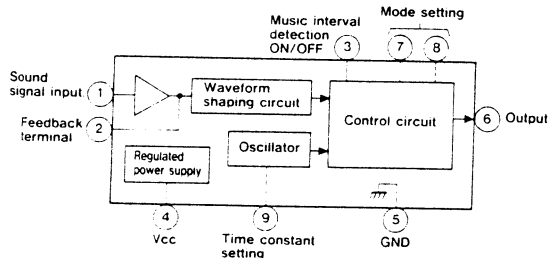 Music interval
detection
ON/OFF
Mode setting
3
7
8
Sound
signal input
1
Waveform
shaping circuit
Control circuit
6
Output
Feedback
terminal
2
Oscillator
Regulated
power supply
4
9
5
Vcc
Time constant
setting
GND